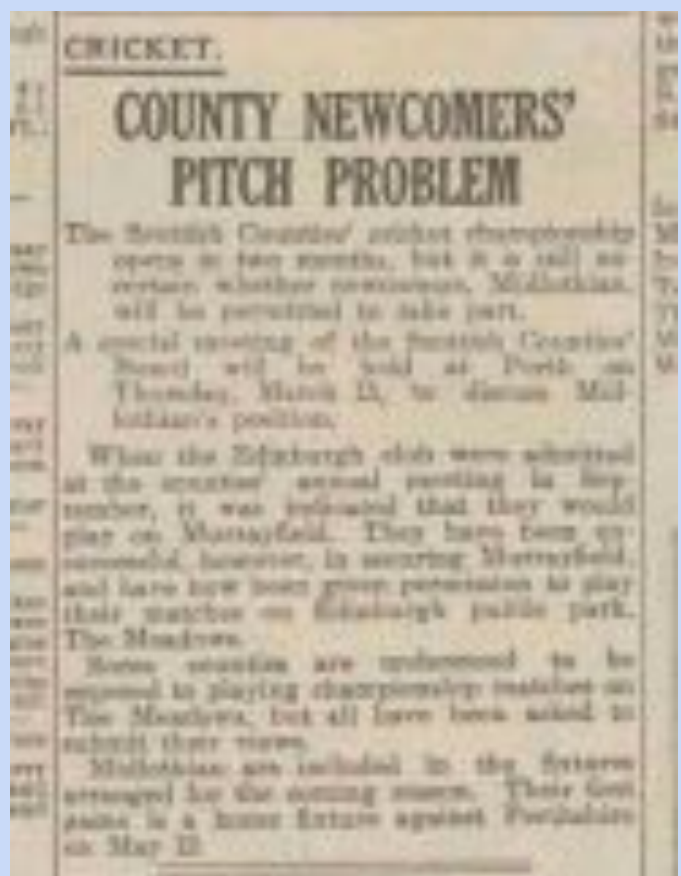 CRICKET.
COUNTY NEWCOMERS'
PITCH PROBLEM
The Scottish Counties' cricket championship
opens in two months, but it is still un-
certain whether newcomers, Midlothian,
will be permitted to take part.
A special meeting of the Scottish Counties'
Board will be held at Perth on
Thursday, March 13, to discuss Mid-
lothian's position.
When the Edinburgh club were admitted
at the counties' annual meeting in
it was indicated that they would
play on Murrayfield. They have been un-
successful, however, in securing Murrayfield,
and have now been given permission to play
their matches on Edinburgh public park,
The Meadows.
Some counties are understood to be
opposed to playing championship matches on
The Meadows, but all have been asked to
submit their views.
Midlothian are included in the fixtures
arranged for the coming season. Their first
game is a home fixture against Perthshire
on May